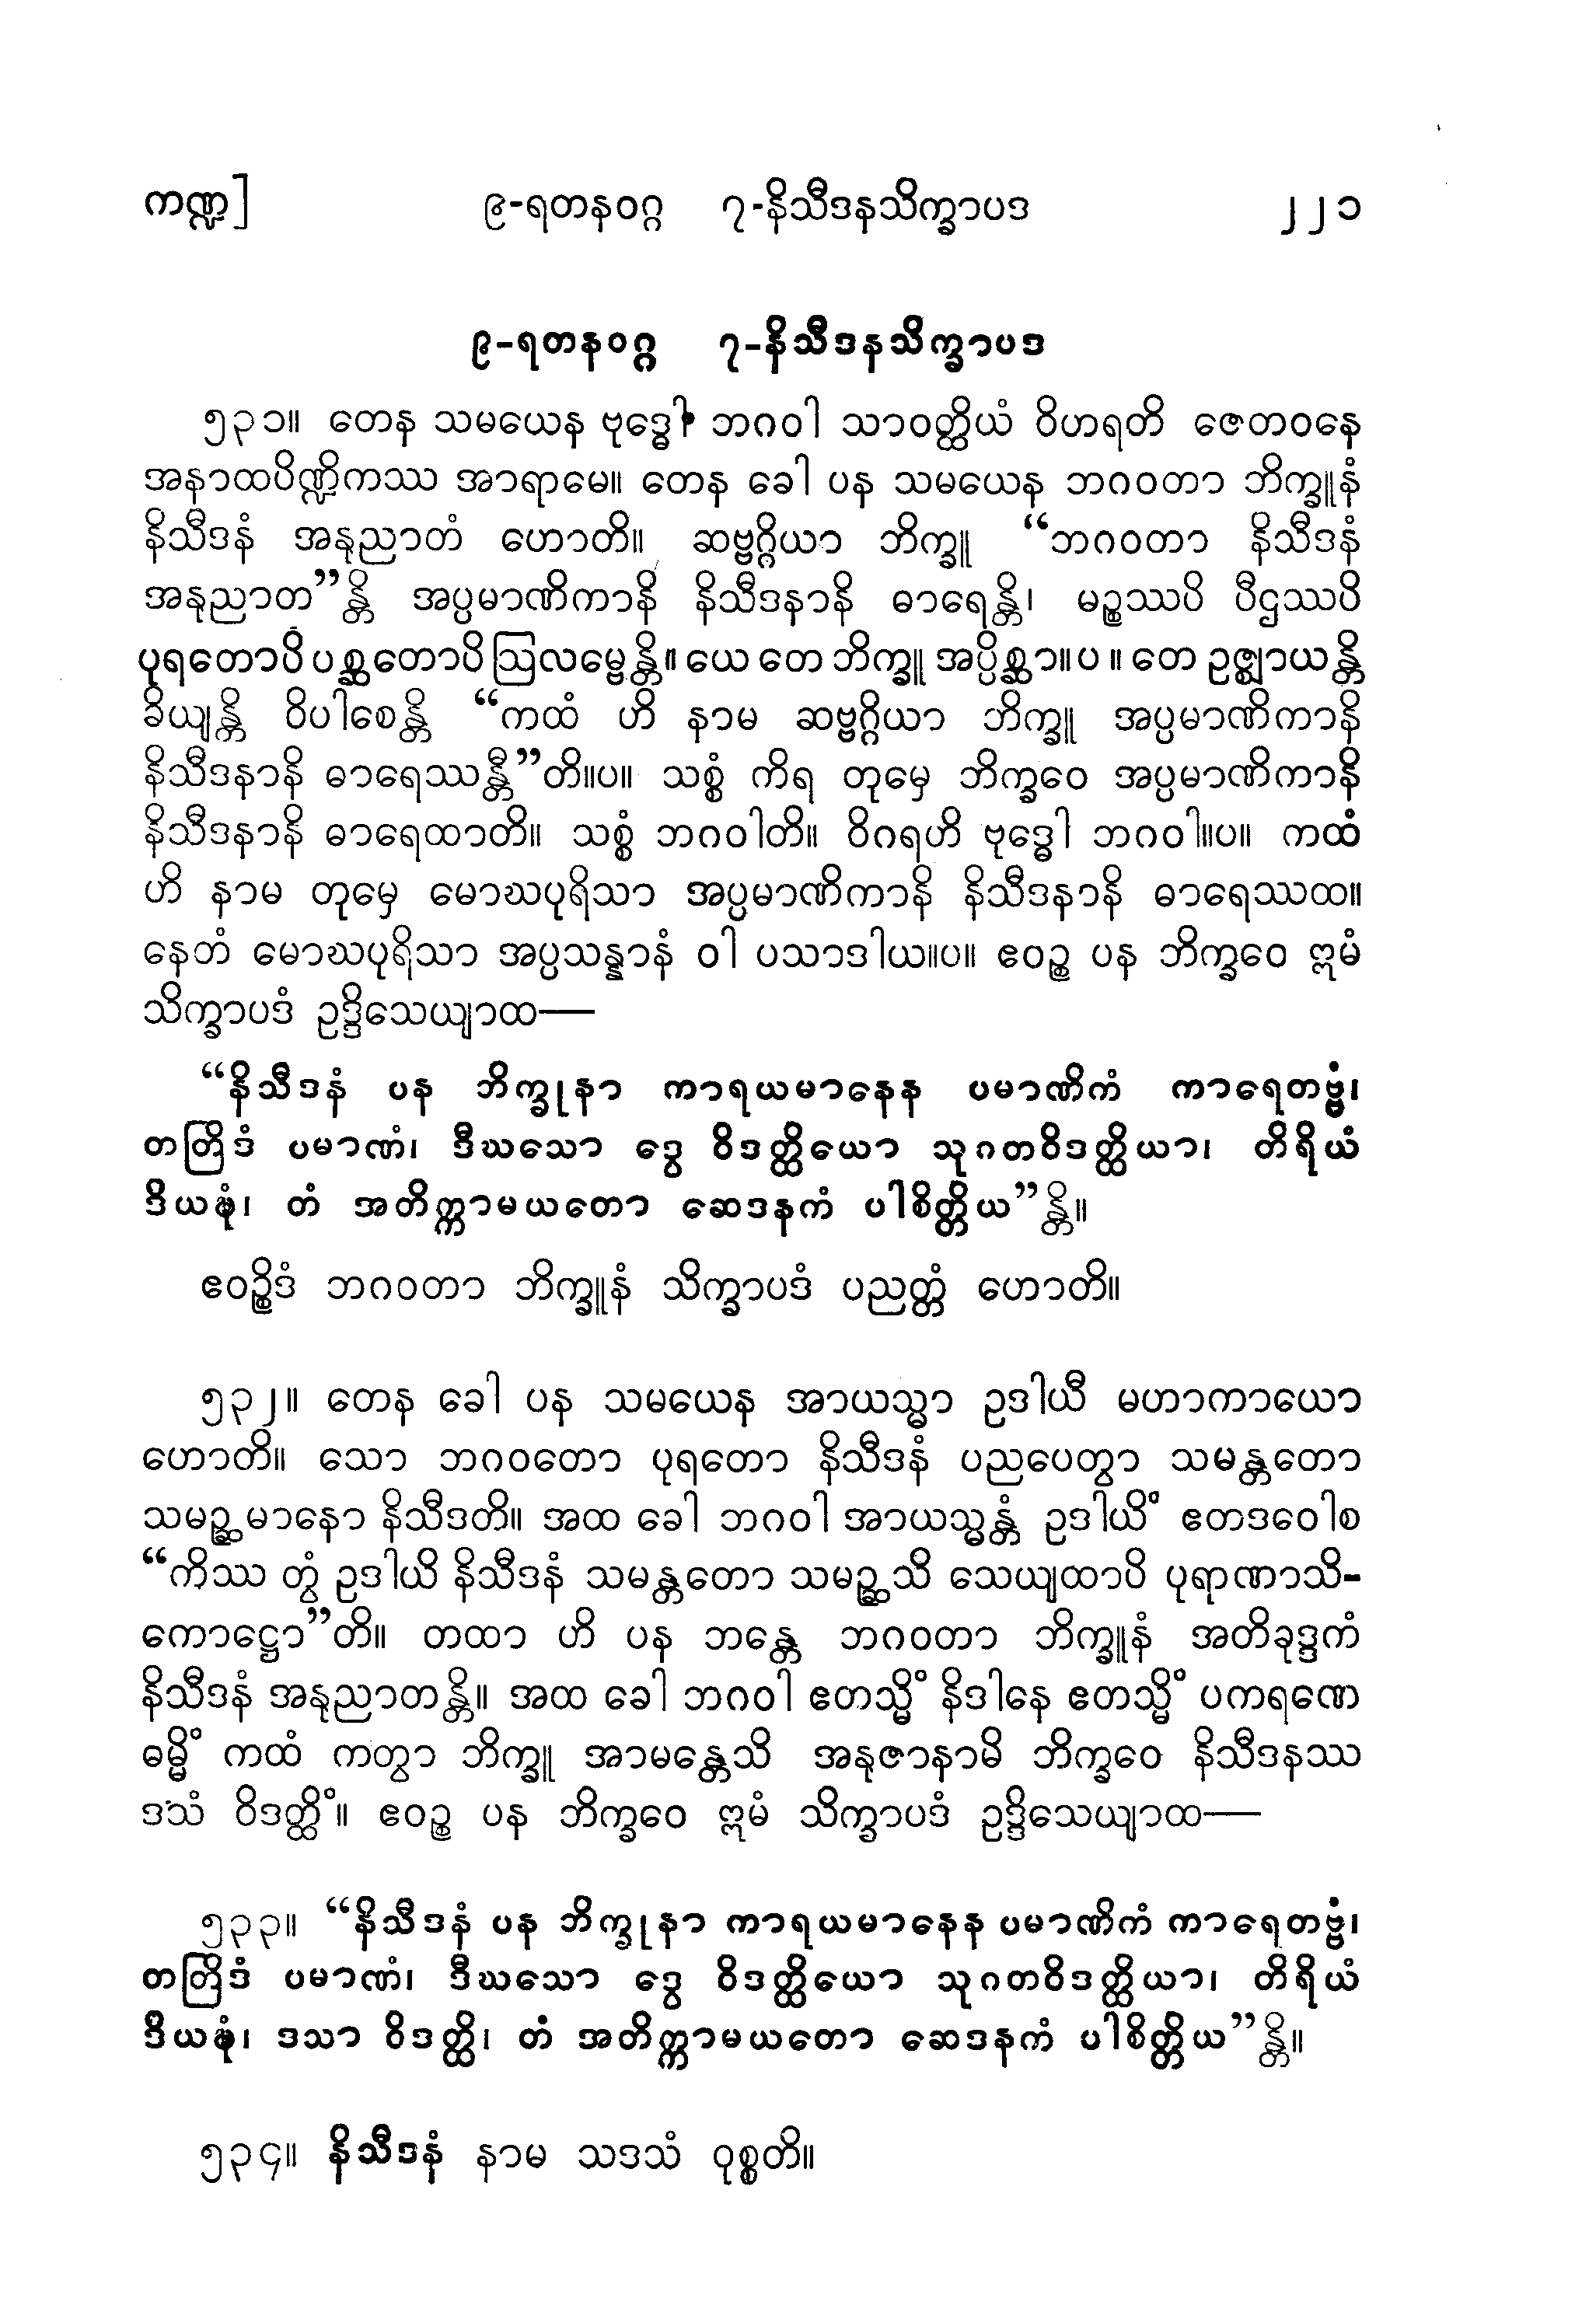 ကဏ္ဍ] ၉-ရတနဝဂ္ဂ ၇-နိသီဒနသိက္ခာပဒ ၂၂၁
၉-ရတနဝဂ္ဂ ၇-နိသီဒနသိက္ခာပဒ
၅၃၁။ တေန သမယေန ဗုဒ္ဓေါ ဘဂဝါ သာဝတ္ထိယံ ဝိဟရတိ ဇေတဝနေ
အနာထပိဏ္ဍိကဿ အာရာမေ။ တေန ခေါ ပန သမယေန ဘဂဝတာ ဘိက္ခူနံ
နိသီဒနံ အနုညာတံ ဟောတိ။ ဆဗ္ဗဂ္ဂိယာ ဘိက္ခူ “ဘဂဝတာ နိသီဒနံ
အနုညာတ”န္တိ အပ္ပမာဏိကာနိ နိသီဒနာနိ ဓာရေန္တိ၊ မဉ္စဿပိ ပီဌဿပိ
ပုရတောပိ ပစ္ဆတောပိ ဩလမ္ဗေန္တိ။ ယေ တေ ဘိက္ခူ အပ္ပိစ္ဆာ။ပ။ တေ ဥဇ္ဈာယန္တိ
ခိယျန္တိ ဝိပါစေန္တိ “ကထံ ဟိ နာမ ဆဗ္ဗဂ္ဂိယာ ဘိက္ခူ အပ္ပမာဏိကာနိ
နိသီဒနာနိ ဓာရေဿန္တီ”တိ။ပ။ သစ္စံ ကိရ တုမှေ ဘိက္ခဝေ အပ္ပမာဏိကာနိ
နိသီဒနာနိ ဓာရေထာတိ။ သစ္စံ ဘဂဝါတိ။ ဝိဂရဟိ ဗုဒ္ဓေါ ဘဂဝါ။ပ။ ကထံ
ဟိ နာမ တုမှေ မောဃပုရိသာ အပ္ပမာဏိကာနိ နိသီဒနာနိ ဓာရေဿထ။
နေတံ မောဃပုရိသာ အပ္ပသန္နာနံ ဝါ ပသာဒါယ။ပ။ ဧဝဉ္စ ပန ဘိက္ခဝေ ဣမံ
သိက္ခာပဒံ ဥဒ္ဒိသေယျာထ—
“နိသီဒနံ ပန ဘိက္ခုနာ ကာရယမာနေန ပမာဏိကံ ကာရေတဗ္ဗံ၊
တတြိဒံ ပမာဏံ၊ ဒီဃသော ဒွေ ဝိဒတ္ထိယော သုဂတဝိဒတ္ထိယာ၊ တိရိယံ
ဒိယဍ္ဎံ၊ တံ အတိက္ကာမယတော ဆေဒနကံ ပါစိတ္တိယ”န္တိ။
ဧဝဉ္စိဒံ ဘဂဝတာ ဘိက္ခူနံ သိက္ခာပဒံ ပညတ္တံ ဟောတိ။
၅၃၂။ တေန ခေါ ပန သမယေန အာယသ္မာ ဥဒါယီ မဟာကာယော
ဟောတိ။ သော ဘဂဝတော ပုရတော နိသီဒနံ ပညပေတွာ သမန္တတော
သမဉ္ဆမာနော နိသီဒတိ။ အထ ခေါ ဘဂဝါ အာယသ္မန္တံ ဥဒါယိံ ဧတဒဝေါစ
“ကိဿ တွံ ဥဒါယိ နိသီဒနံ သမန္တတော သမဉ္ဆသိ သေယျထာပိ ပုရာဏာသိ-
ကောဋ္ဌော”တိ။ တထာ ဟိ ပန ဘန္တေ ဘဂဝတာ ဘိက္ခူနံ အတိခုဒ္ဒကံ
နိသီဒနံ အနုညာတန္တိ။ အထ ခေါ ဘဂဝါ ဧတသ္မိံ နိဒါနေ ဧတသ္မိံ ပကရဏေ
ဓမ္မိံ ကထံ ကတွာ ဘိက္ခူ အာမန္တေသိ အနုဇာနာမိ ဘိက္ခဝေ နိသီဒနဿ
ဒသံ ဝိဒတ္ထိံ။ ဧဝဉ္စ ပန ဘိက္ခဝေ ဣမံ သိက္ခာပဒံ ဥဒ္ဒိသေယျာထ—
၅၃၃။ “နိသီဒနံ ပန ဘိက္ခုနာ ကာရယမာနေန ပမာဏိကံ ကာရေတဗ္ဗံ၊
တတြိဒံ ပမာဏံ၊ ဒီဃသော ဒွေ ဝိဒတ္ထိယော သုဂတဝိဒတ္ထိယာ၊ တိရိယံ
ဒိယဍ္ဎံ၊ ဒသာ ဝိဒတ္ထိ၊ တံ အတိက္ကာမယတော ဆေဒနကံ ပါစိတ္တိယ”န္တိ။
၅၃၄။ နိသီဒနံ နာမ သဒသံ ဝုစ္စတိ။